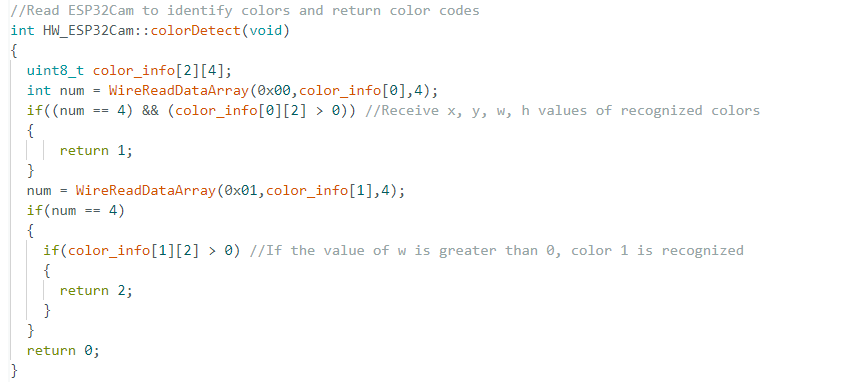 //Read ESP32Cam to identify colors and return color codes
int HW_ESP32Cam::colorDetect(void)
{
  uint8_t color_info[2][4];
  int num = WireReadDataArray(0x00,color_info[0],4);
  if((num == 4) && (color_info[0][2] > 0)) //Receive x, y, w, h values of recognized colors
  {
      return 1;
  }
  num = WireReadDataArray(0x01,color_info[1],4);
  if(num == 4)
  {
    if(color_info[1][2] > 0) //If the value of w is greater than 0, color 1 is recognized
    {
      return 2;
    }
  }
  return 0;
}